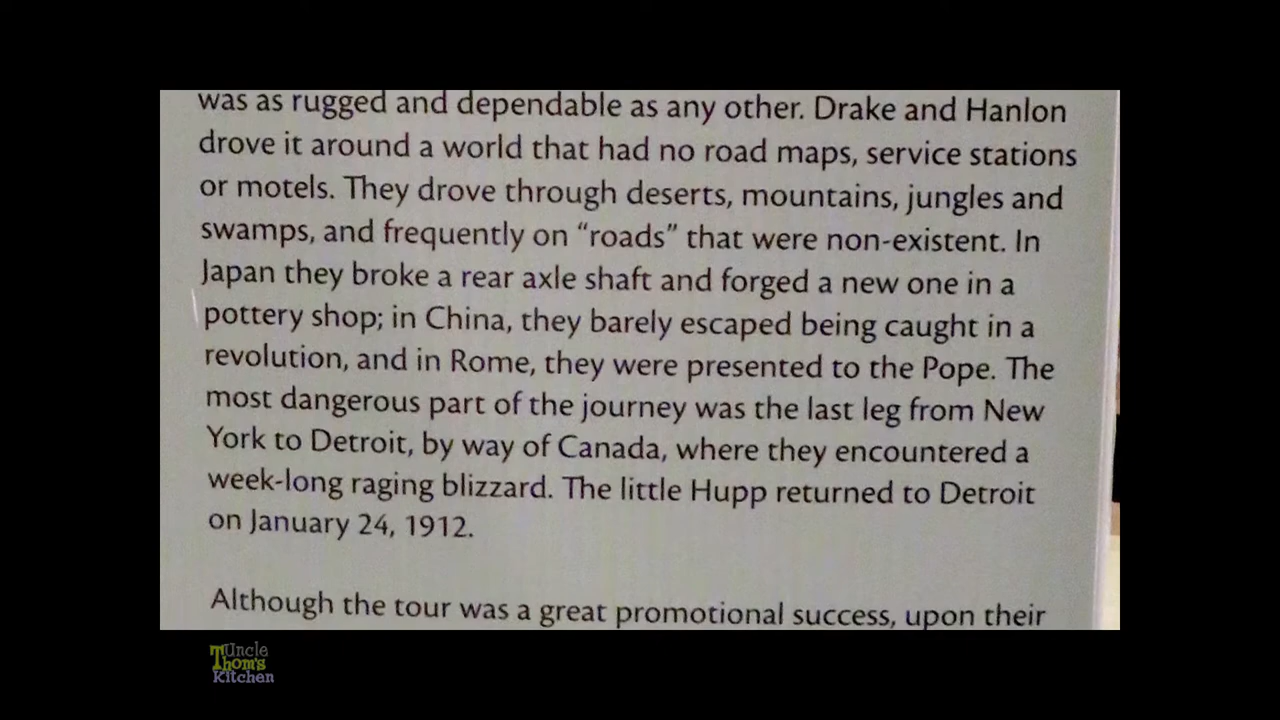 was as rugged and dependable as any other. Drake and Hanlon
drove it around a world that had no road maps, service stations
or motels. They drove through deserts, mountains, jungles and
swamps, and frequently on “roads” that were non-existent. In
Japan they broke a rear axle shaft and forged a new one in a
pottery shop; in China, they barely escaped being caught in a
revolution, and in Rome, they were presented to the Pope. The
most dangerous part of the journey was the last leg from New
York to Detroit, by way of Canada, where they encountered a
week-long raging blizzard. The little Hupp returned to Detroit
on January 24, 1912.
Although the tour was a great promotional success, upon their
Uncle
Thom's
Kitchen